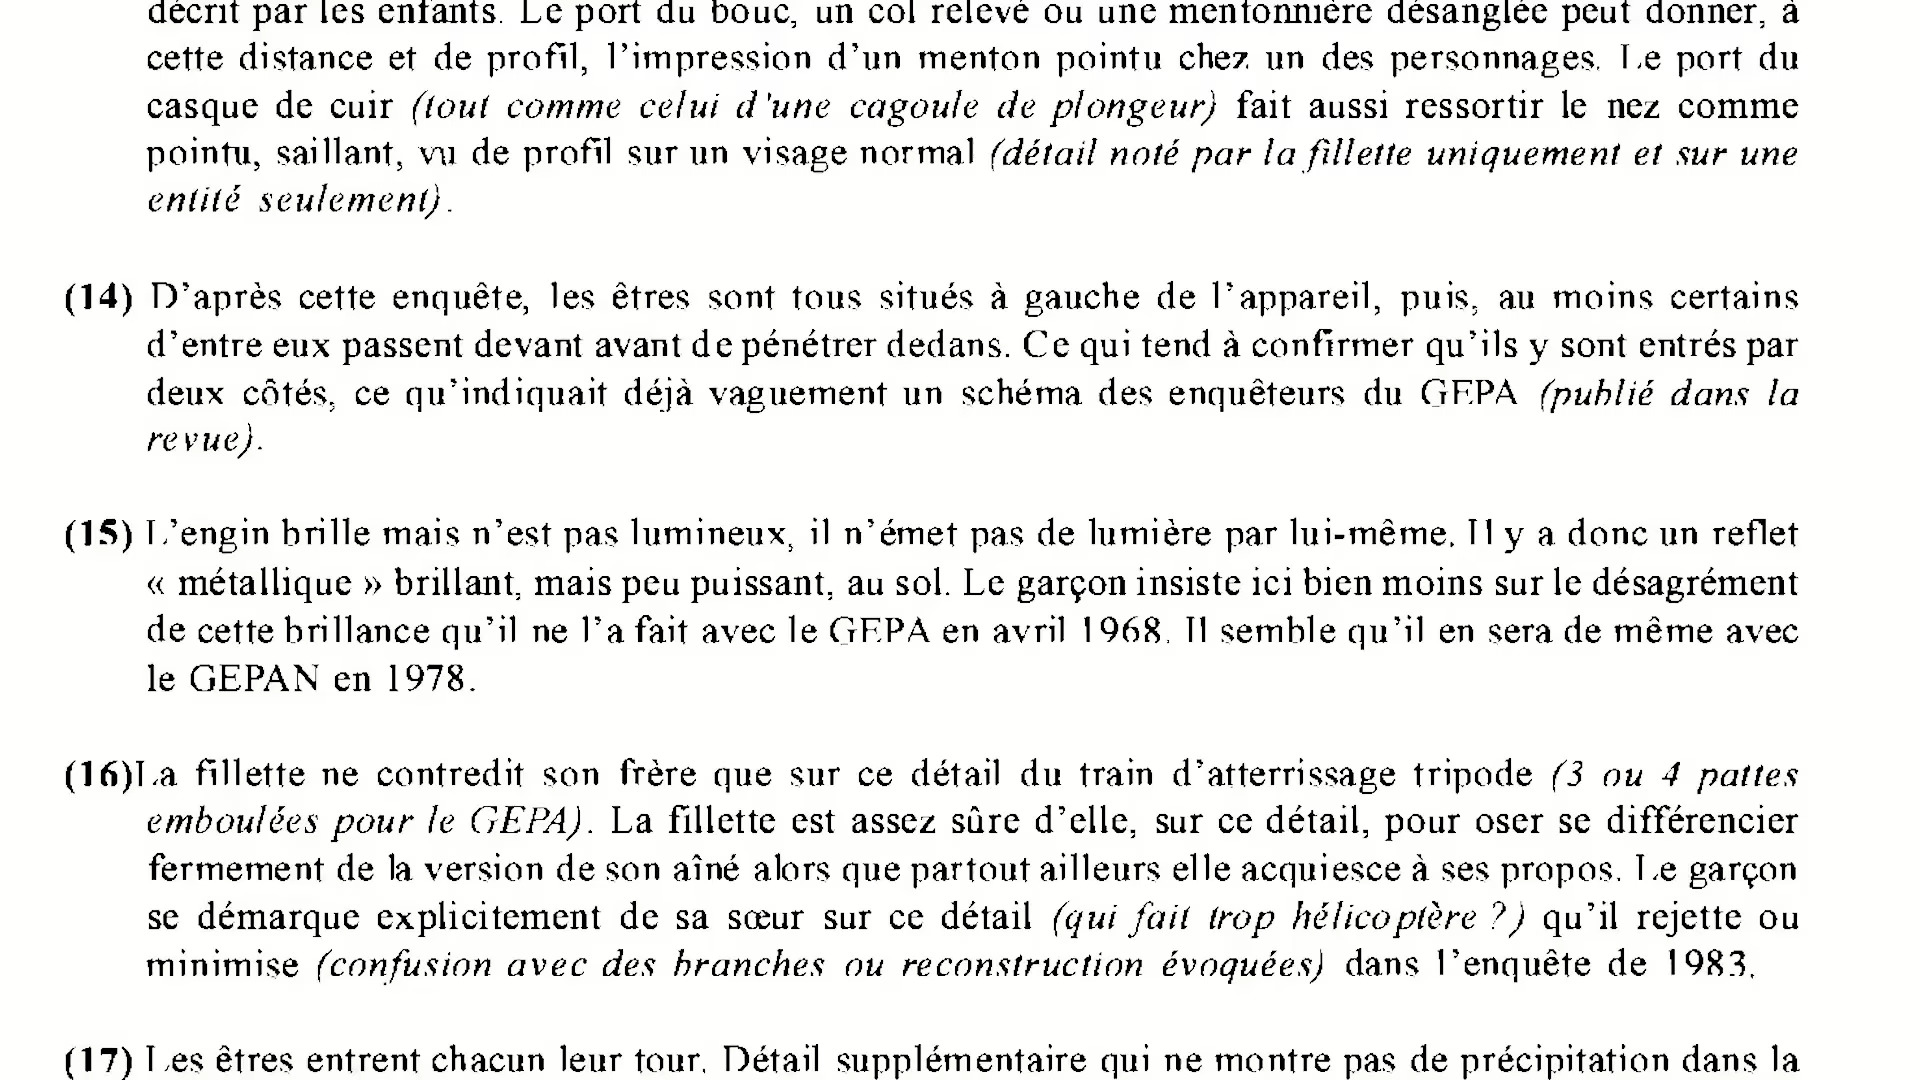 décrit par les enfants. Le port du bouc, un col relevé ou une mentonnière désanglée peut donner, à
cette distance et de profil, l'impression d'un menton pointu chez un des personnages. Le port du
casque de cuir (tout comme celui d'une cagoule de plongeur) fait aussi ressortir le nez comme
pointu, saillant, vu de profil sur un visage normal (détail noté par la fillette uniquement et sur une
entité seulement).
(14) D'après cette enquête, les êtres sont tous situés à gauche de l'appareil, puis, au moins certains
d'entre eux passent devant avant de pénétrer dedans. Ce qui tend à confirmer qu'ils y sont entrés par
deux côtés, ce qu'indiquait déjà vaguement un schéma des enquêteurs du GEPA (publié dans la
revue).
(15) L'engin brille mais n'est pas lumineux, il n'émet pas de lumière par lui-même. Il y a donc un reflet
« métallique » brillant, mais peu puissant, au sol. Le garçon insiste ici bien moins sur le désagrément
de cette brillance qu'il ne l'a fait avec le GEPA en avril 1968. Il semble qu'il en sera de même avec
le GEPAN en 1978.
(16)La fillette ne contredit son frère que sur ce détail du train d'atterrissage tripode (3 ou 4 pattes
emboulées pour le GEPA). La fillette est assez sûre d'elle, sur ce détail, pour oser se différencier
fermement de la version de son aîné alors que partout ailleurs elle acquiesce à ses propos. Le garçon
se démarque explicitement de sa sœur sur ce détail (qui fait trop hélicoptère ?) qu'il rejette ou
minimise (confusion avec des branches ou reconstruction évoquées) dans l'enquête de 1983.
(17) Les êtres entrent chacun leur tour. Détail supplémentaire qui ne montre pas de précipitation dans la